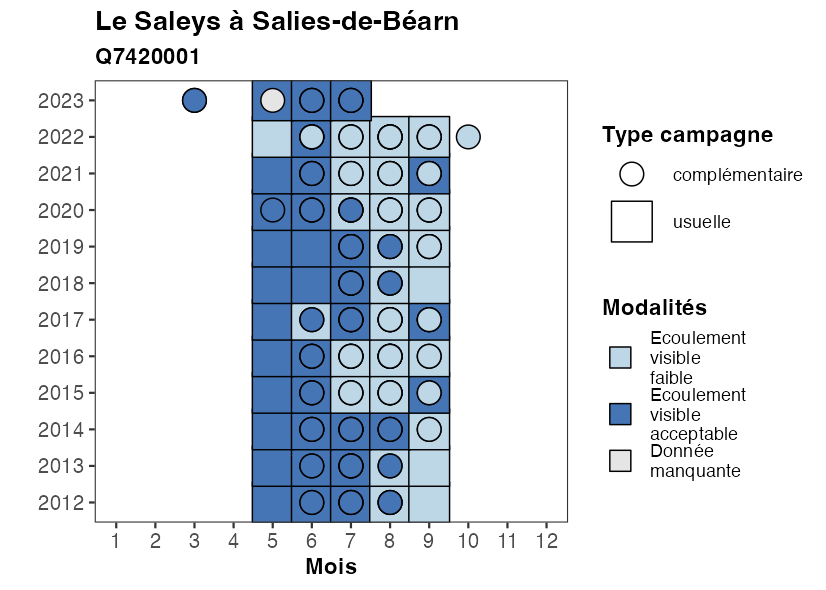 Le Saleys à Salies-de-Béarn
Q7420001
2023
2022
2021
2020
2019
2018
2017
2016
2015
2014
2013
2012
1 2 3 4 5 6 7 8 9 10 11 12
Mois
Type campagne
complémentaire
usuelle
Modalités
Ecoulement
visible
faible
Ecoulement
visible
acceptable
Donnée
manquante